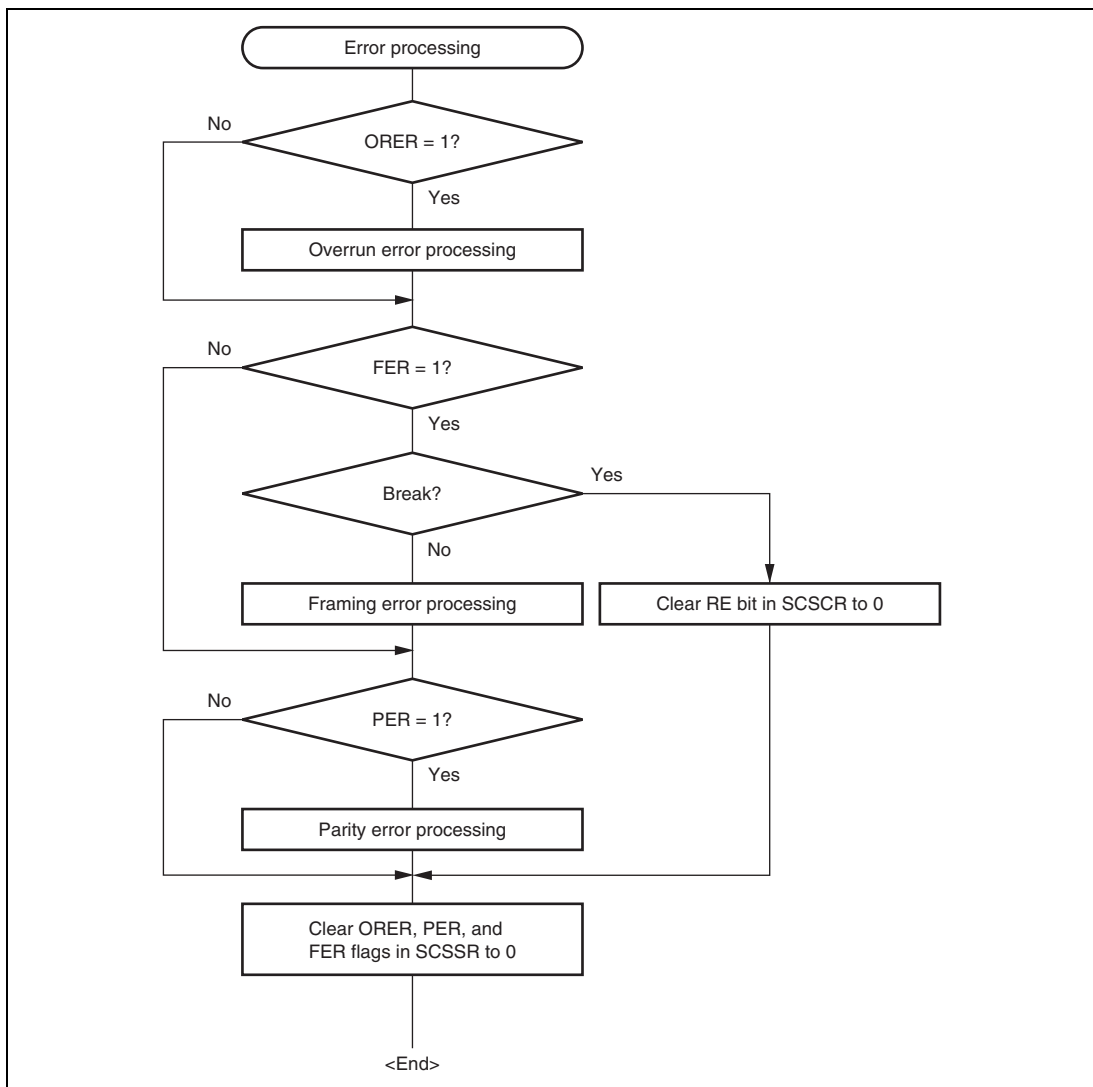 Error processing
No
ORER = 1?
Yes
Overrun error processing
No
FER = 1?
Yes
Yes
Break?
No
Framing error processing
Clear RE bit in SCSCR to 0
No
PER = 1?
Yes
Parity error processing
Clear ORER, PER, and
FER flags in SCSSR to 0
<End>